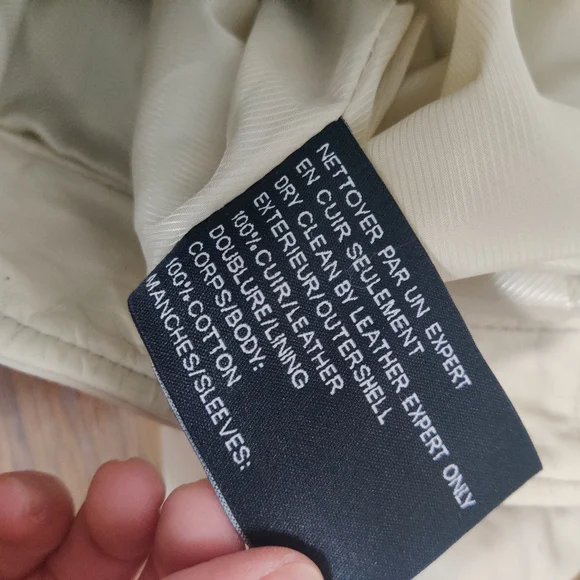 NETTOYER PAR UN EXPERT
EN CUIR SEULEMENT
DRY CLEAN BY LEATHER EXPERT ONLY
EXTERIEUR/OUTERSHELL
100% CUIR/LEATHER
DOUBLURE/LINING
CORPS/BODY:
100% COTTON
MANCHES/SLEEVES: